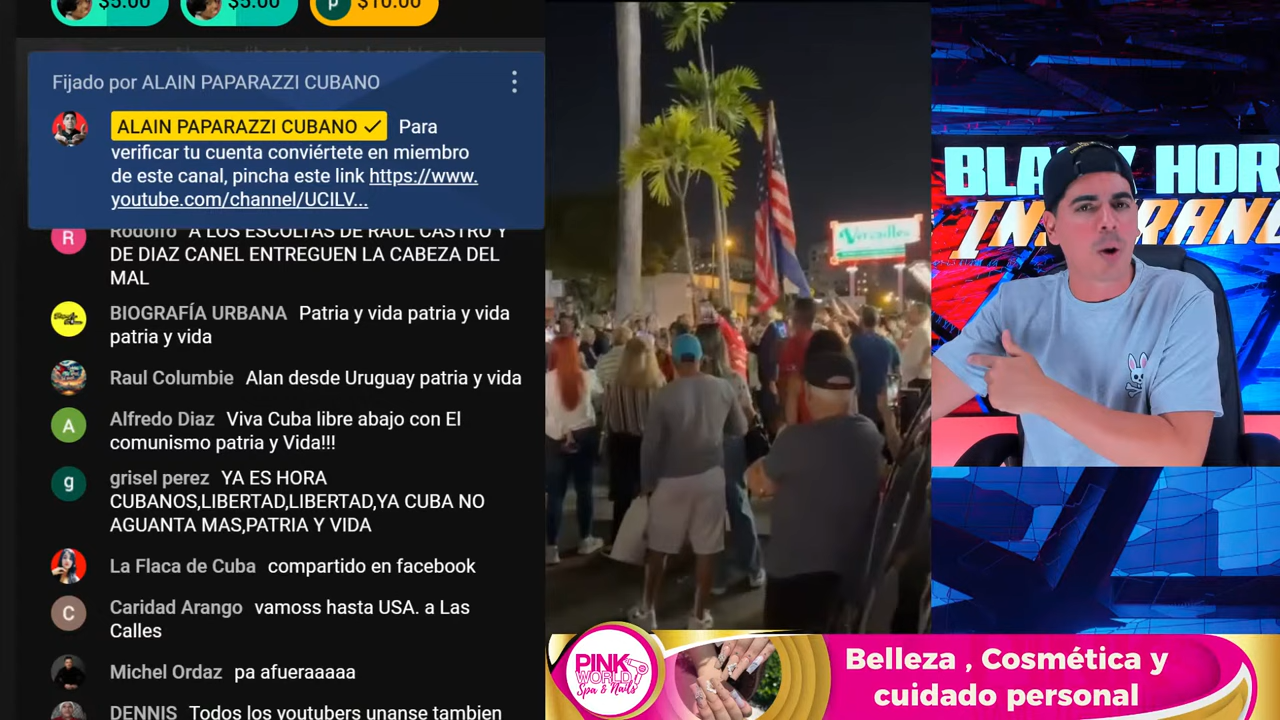 $5.00
$5.00
$10.00
Fijado por ALAIN PAPARAZZI CUBANO
ALAIN PAPARAZZI CUBANO Para
verificar tu cuenta conviértete en miembro
de este canal, pincha este link https://www.
youtube.com/channel/UCILV...
R
Rodolfo A LOS ESCOLTAS DE RAUL CASTRO Y
DE DIAZ CANEL ENTREGUEN LA CABEZA DEL
MAL
BIOGRAFÍA URBANA Patria y vida patria y vida
patria y vida
Raul Columbie Alan desde Uruguay patria y vida
A
Alfredo Diaz Viva Cuba libre abajo con El
comunismo patria y Vida!!!
g
grisel perez YA ES HORA
CUBANOS,LIBERTAD,LIBERTAD,YA CUBA NO
AGUANTA MAS,PATRIA Y VIDA
La Flaca de Cuba compartido en facebook
C
Caridad Arango vamoss hasta USA. a Las
Calles
Michel Ordaz pa afueraaaaa
DENNIS Todos los youtubers unanse tambien
Versailles
PINK
WORLD
Spa & Nails
Belleza , Cosmética y
cuidado personal